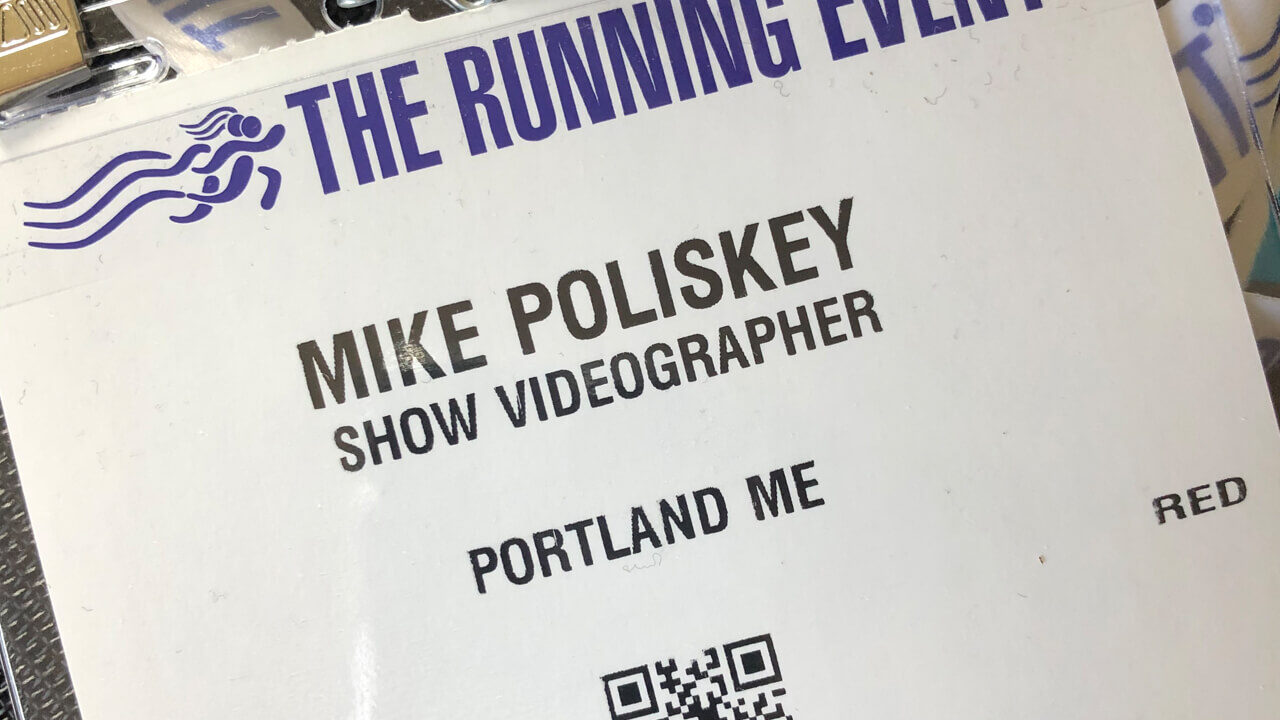 THE RUNNING EVENT
MIKE POLISKEY
SHOW VIDEOGRAPHER
PORTLAND ME
RED